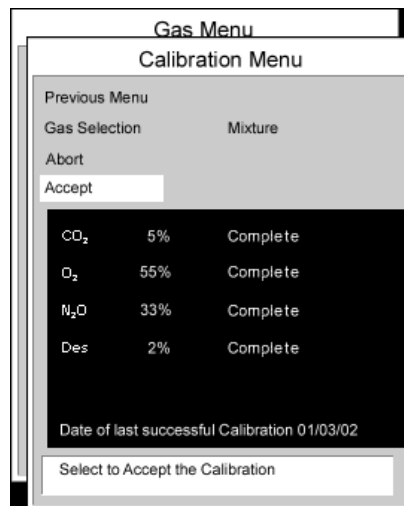 Gas Menu
Calibration Menu
Previous Menu
Gas Selection Mixture
Abort
Accept
CO₂ 5% Complete
O₂ 55% Complete
N₂O 33% Complete
Des 2% Complete
Date of last successful Calibration 01/03/02
Select to Accept the Calibration